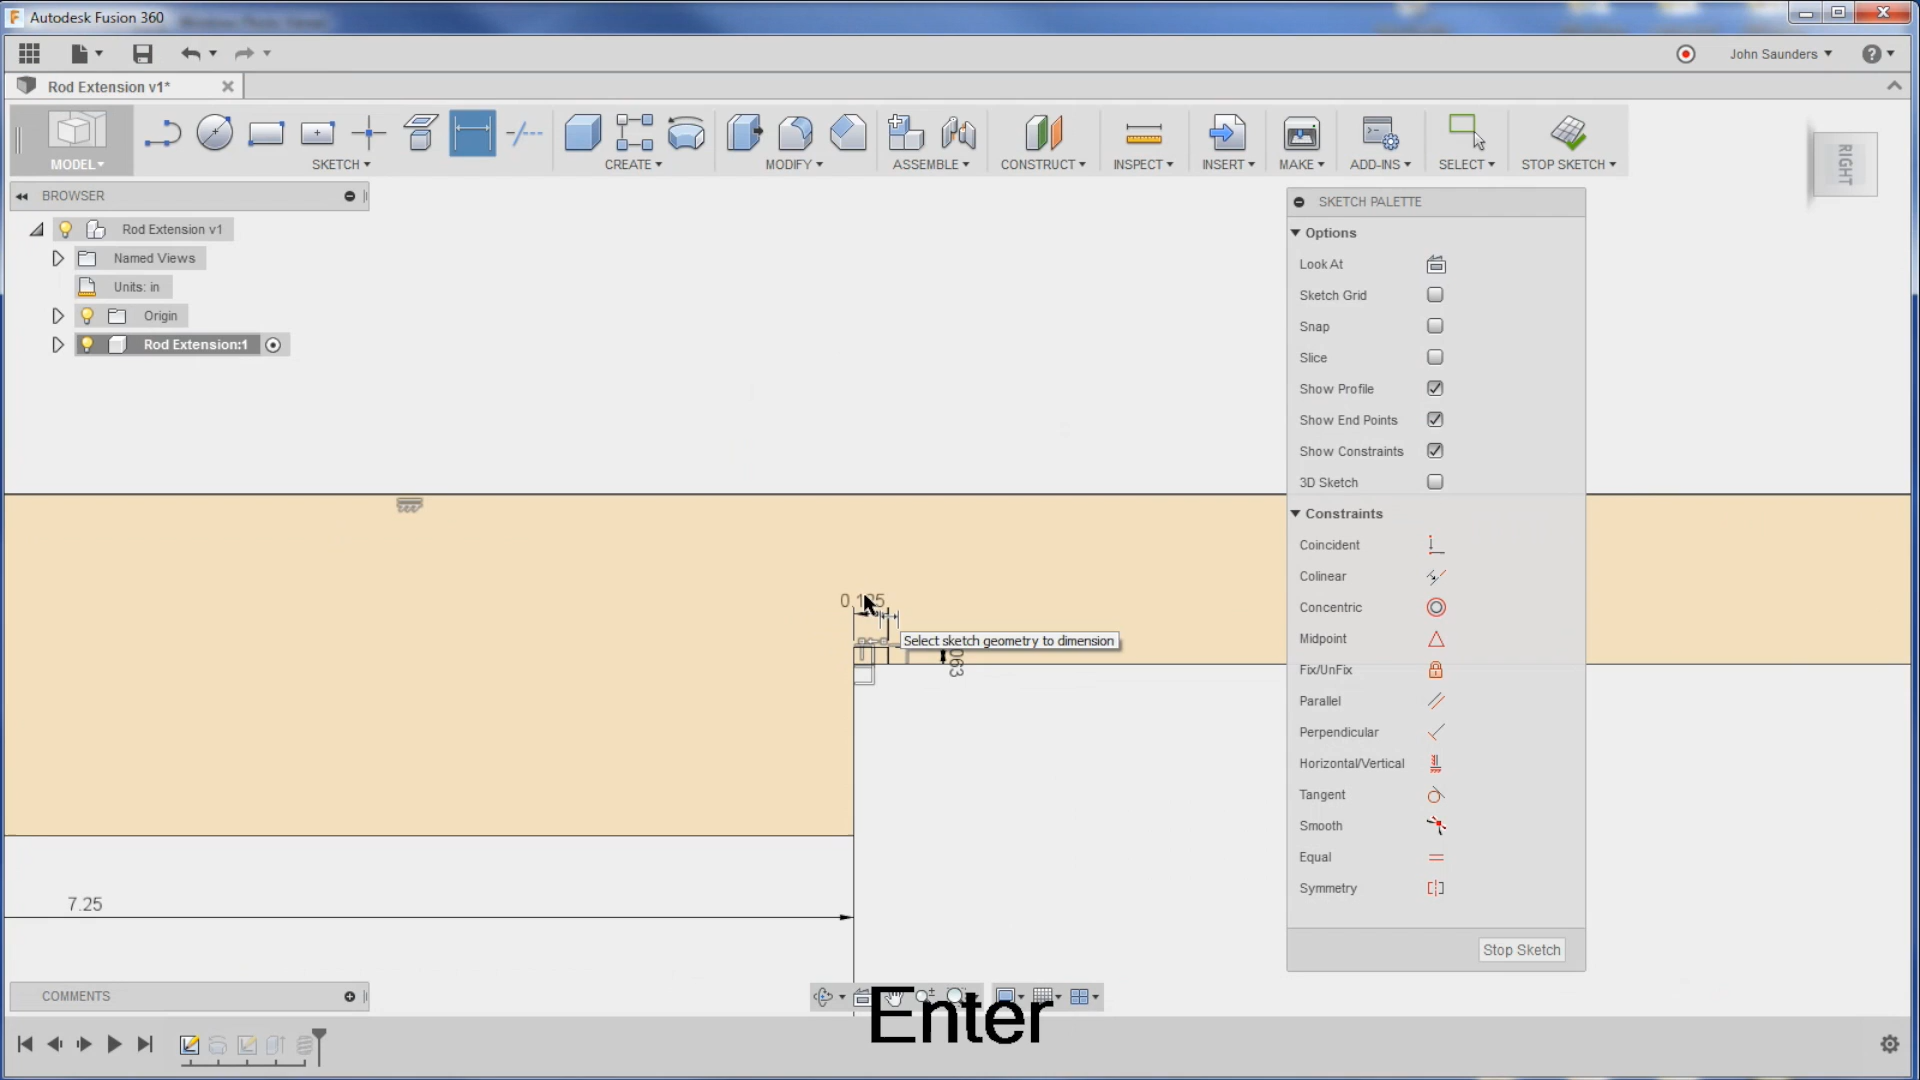 Autodesk Fusion 360
John Saunders
Rod Extension v1*
MODEL
SKETCH
CREATE
MODIFY
ASSEMBLE
CONSTRUCT
INSPECT
INSERT
MAKE
ADD-INS
SELECT
STOP SKETCH
RIGHT
BROWSER
Rod Extension v1
Named Views
Units: in
Origin
Rod Extension:1
SKETCH PALETTE
Options
Look At
Sketch Grid
Snap
Slice
Show Profile
Show End Points
Show Constraints
3D Sketch
Constraints
Coincident
Colinear
Concentric
Midpoint
Fix/UnFix
Parallel
Perpendicular
Horizontal/Vertical
Tangent
Smooth
Equal
Symmetry
Stop Sketch
Select sketch geometry to dimension
7.25
COMMENTS
Enter